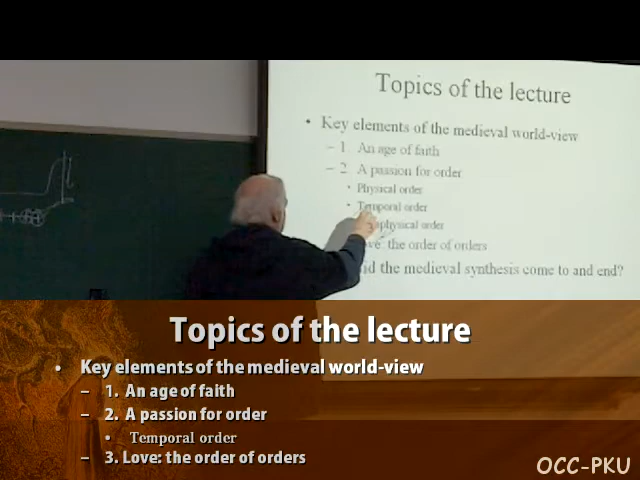 Topics of the lecture
• Key elements of the medieval world-view
– 1 An age of faith
– 2 A passion for order
• Physical order
• Temporal order
physical order
ve: the order of orders
id the medieval synthesis come to and end?
Topics of the lecture
• Key elements of the medieval world-view
– 1. An age of faith
– 2. A passion for order
• Temporal order
– 3. Love: the order of orders
OCC-PKU